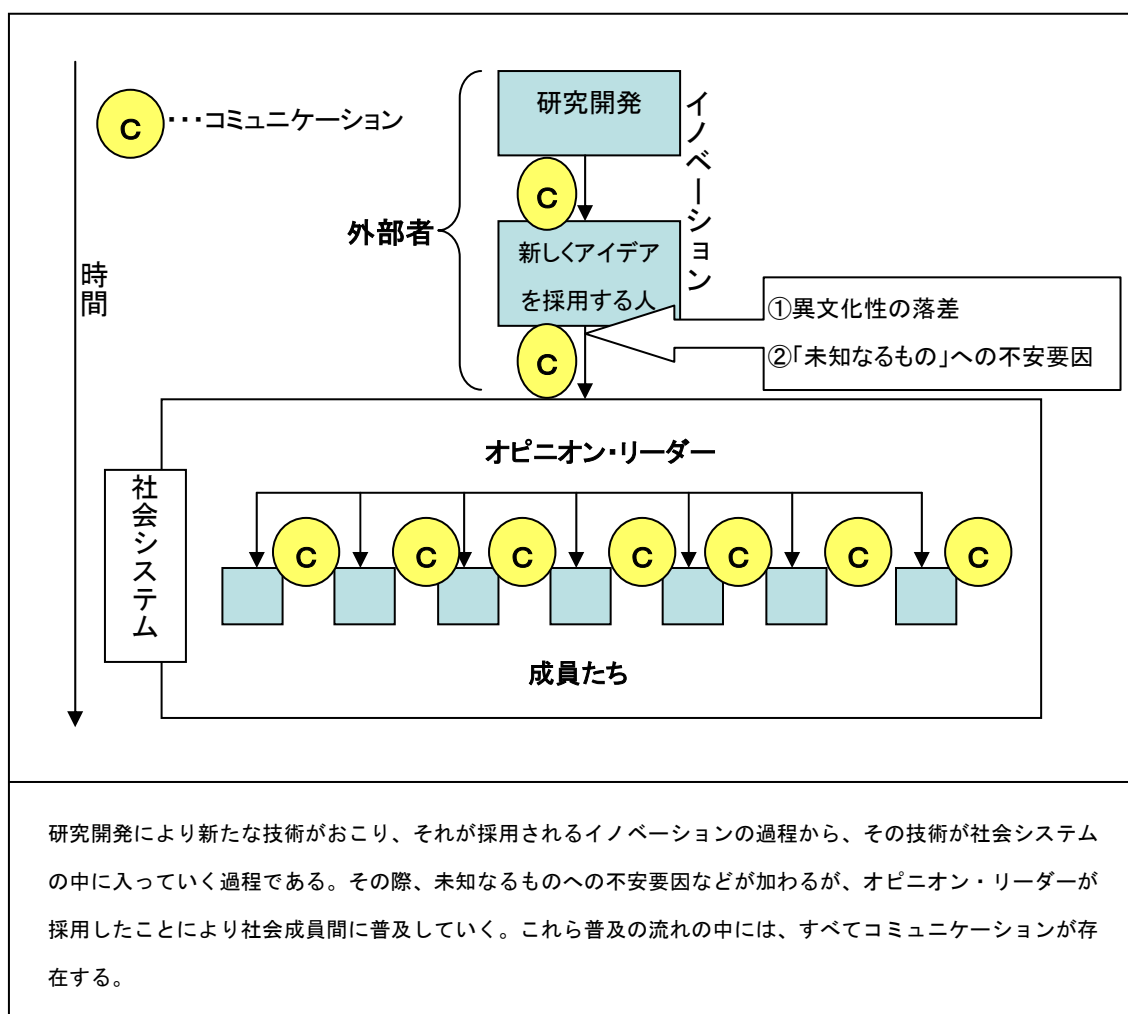 研究開発
イノベーション
C ・・・コミュニケーション
C
外部者
新しくアイデア
を採用する人
時間
①異文化性の落差
②「未知なるもの」への不安要因
C
オピニオン・リーダー
社会システム
C C C C C C C
成員たち
研究開発により新たな技術がおこり、それが採用されるイノベーションの過程から、その技術が社会システム
の中に入っていく過程である。その際、未知なるものへの不安要因などが加わるが、オピニオン・リーダーが
採用したことにより社会成員間に普及していく。これら普及の流れの中には、すべてコミュニケーションが存
在する。